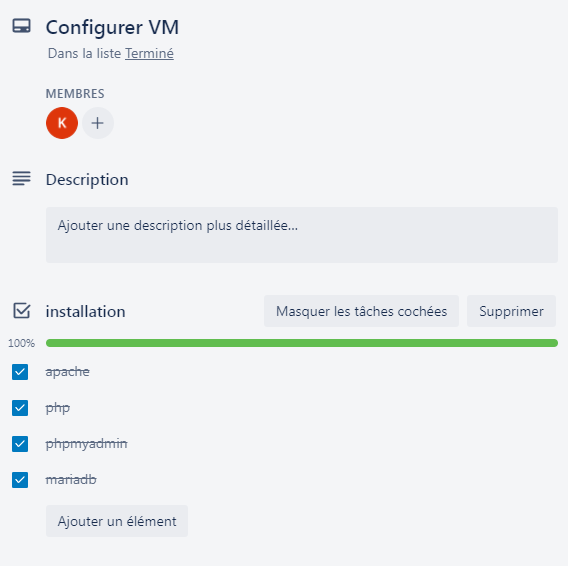 Configurer VM
Dans la liste Terminé
MEMBRES
K
Description
Ajouter une description plus détaillée...
installation Masquer les tâches cochées Supprimer
100%
apache
php
phpmyadmin
mariadb
Ajouter un élément